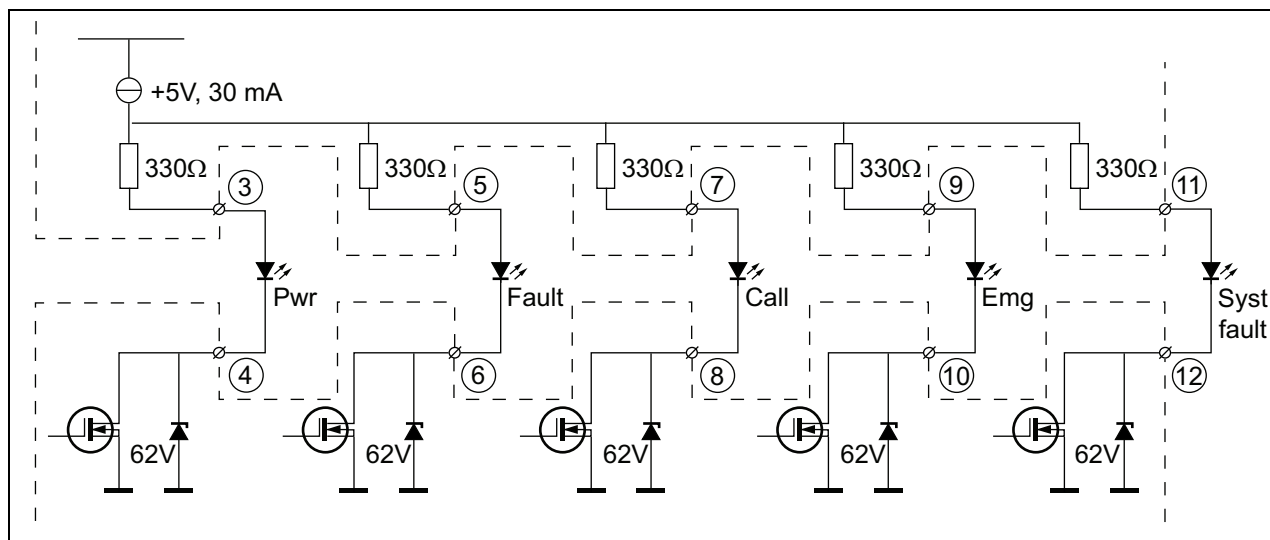 +5V, 30 mA
330Ω
330Ω
330Ω
330Ω
330Ω
3
5
7
9
11
Pwr
Fault
Call
Emg
Syst
fault
4
6
8
10
12
62V
62V
62V
62V
62V